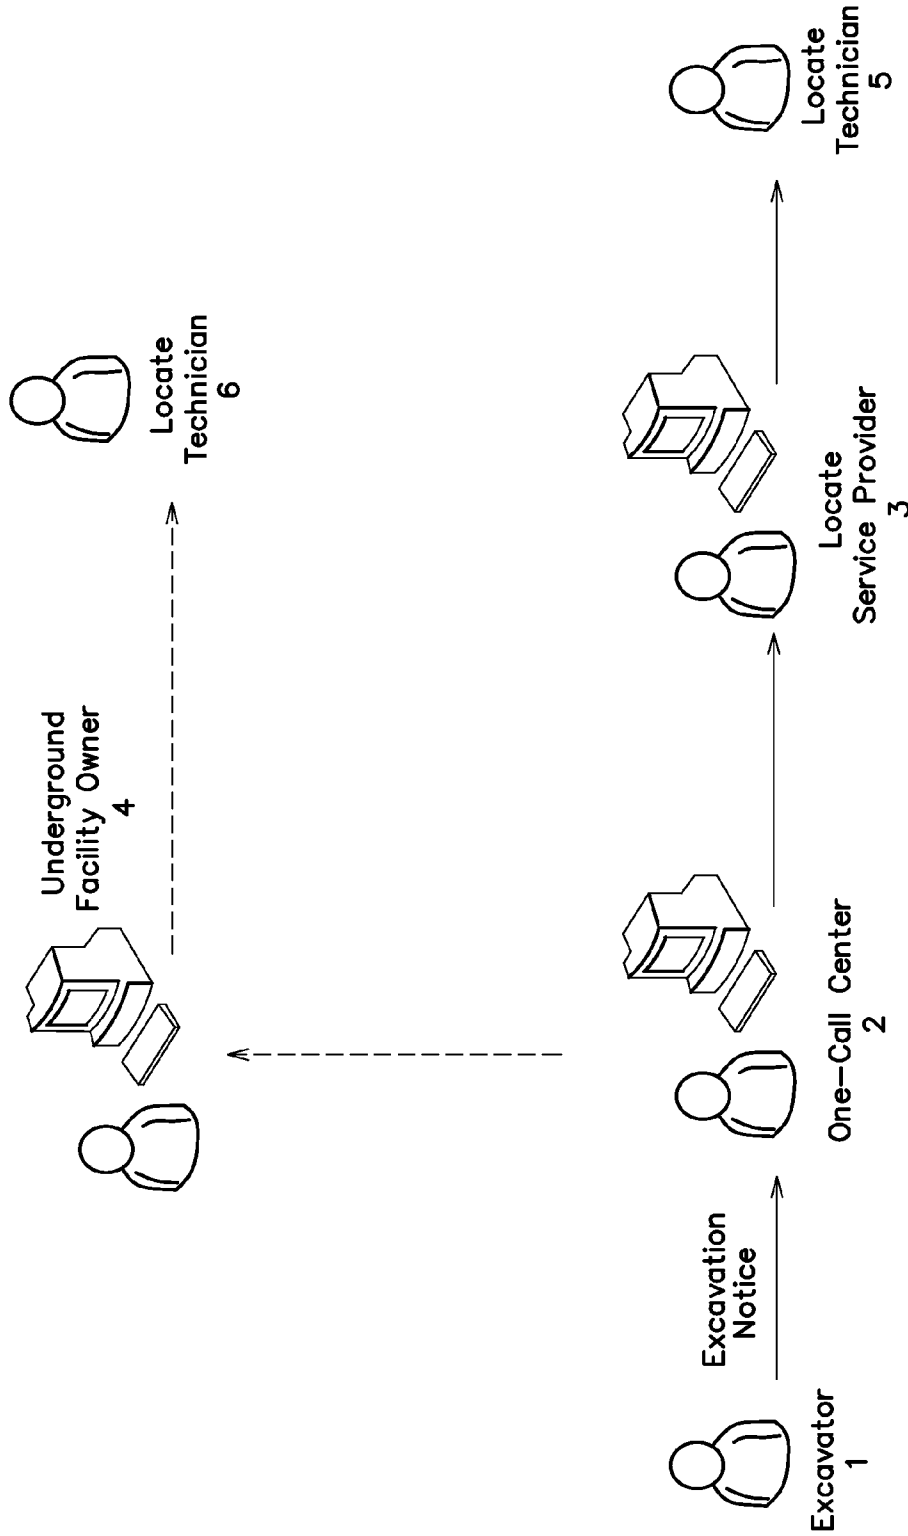 Underground
Facility Owner
4
Locate
Technician
6
Excavator
1
Excavation
Notice
One-Call Center
2
Locate
Service Provider
3
Locate
Technician
5